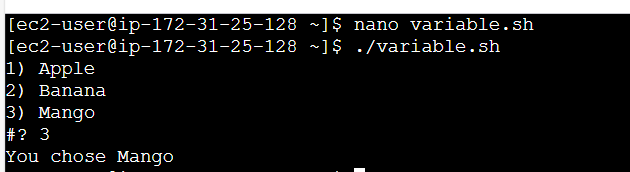 [ec2-user@ip-172-31-25-128 ~]$ nano variable.sh
[ec2-user@ip-172-31-25-128 ~]$ ./variable.sh
1) Apple
2) Banana
3) Mango
#? 3
You chose Mango